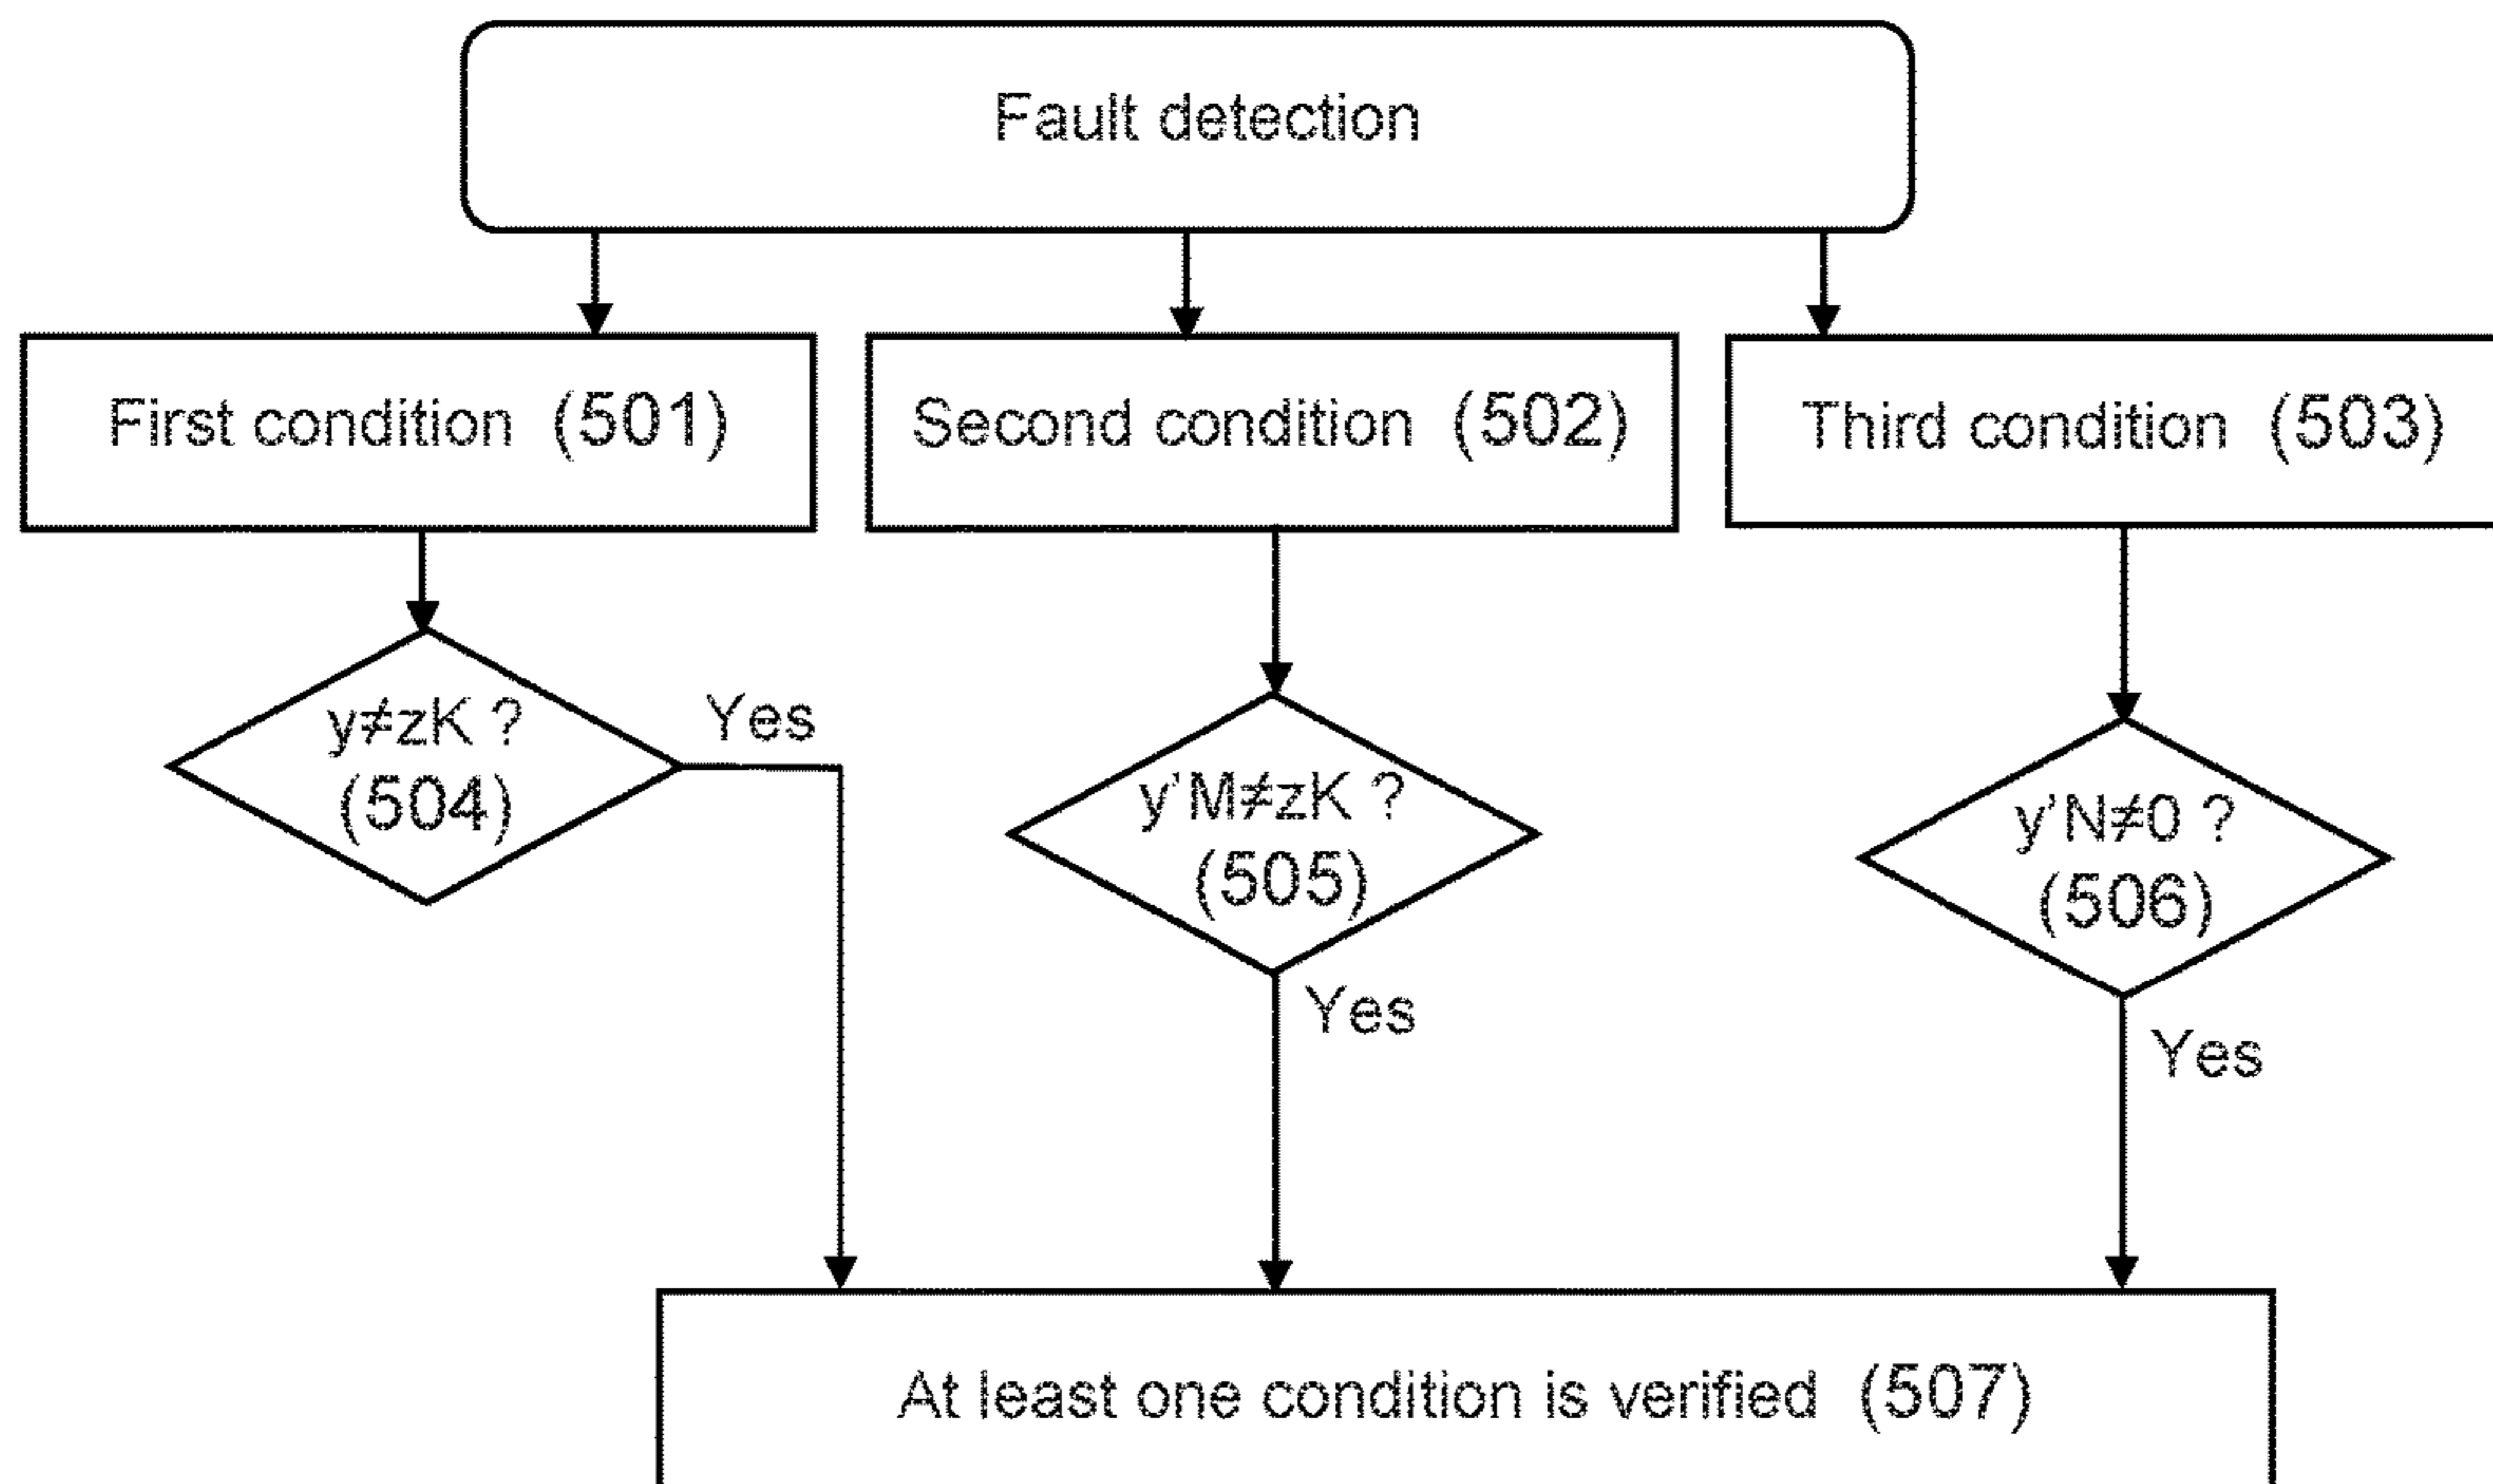 Fault detection
First condition (501)
Second condition (502)
Third condition (503)
y≠zK ?
(504)
Yes
y'M≠zK ?
(505)
Yes
y'N≠0 ?
(506)
Yes
At least one condition is verified (507)